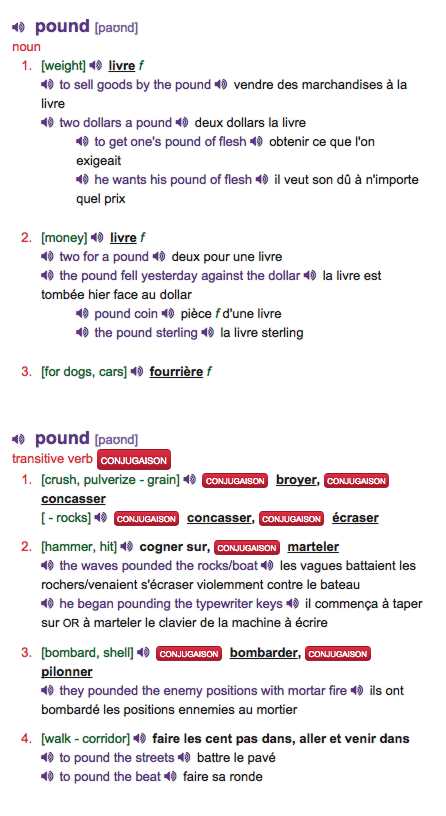 pound [paʊnd]
noun
1. [weight] livre f
to sell goods by the pound vendre des marchandises à la
livre
two dollars a pound deux dollars la livre
to get one's pound of flesh obtenir ce que l'on
exigeait
he wants his pound of flesh il veut son dû à n'importe
quel prix
2. [money] livre f
two for a pound deux pour une livre
the pound fell yesterday against the dollar la livre est
tombée hier face au dollar
pound coin pièce f d'une livre
the pound sterling la livre sterling
3. [for dogs, cars] fourrière f
pound [paʊnd]
transitive verb CONJUGAISON
1. [crush, pulverize - grain] CONJUGAISON broyer, CONJUGAISON
concasser
[ - rocks] CONJUGAISON concasser, CONJUGAISON écraser
2. [hammer, hit] cogner sur, CONJUGAISON marteler
the waves pounded the rocks/boat les vagues battaient les
rochers/venaient s'écraser violemment contre le bateau
he began pounding the typewriter keys il commença à taper
sur OR à marteler le clavier de la machine à écrire
3. [bombard, shell] CONJUGAISON bombarder, CONJUGAISON
pilonner
they pounded the enemy positions with mortar fire ils ont
bombardé les positions ennemies au mortier
4. [walk - corridor] faire les cent pas dans, aller et venir dans
to pound the streets battre le pavé
to pound the beat faire sa ronde